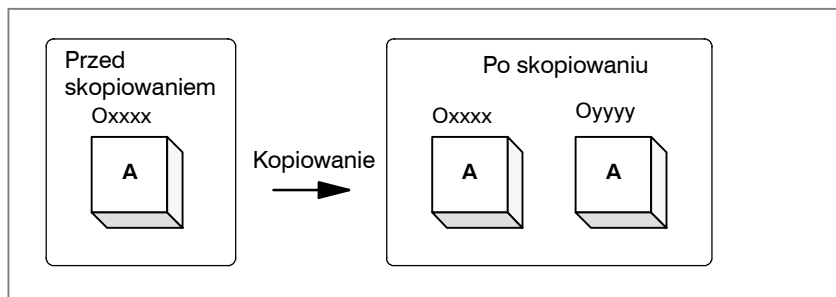 Przed
skopiowaniem
Oxxxx
A
Kopiowanie
Po skopiowaniu
Oxxxx
Oyyyy
A
A